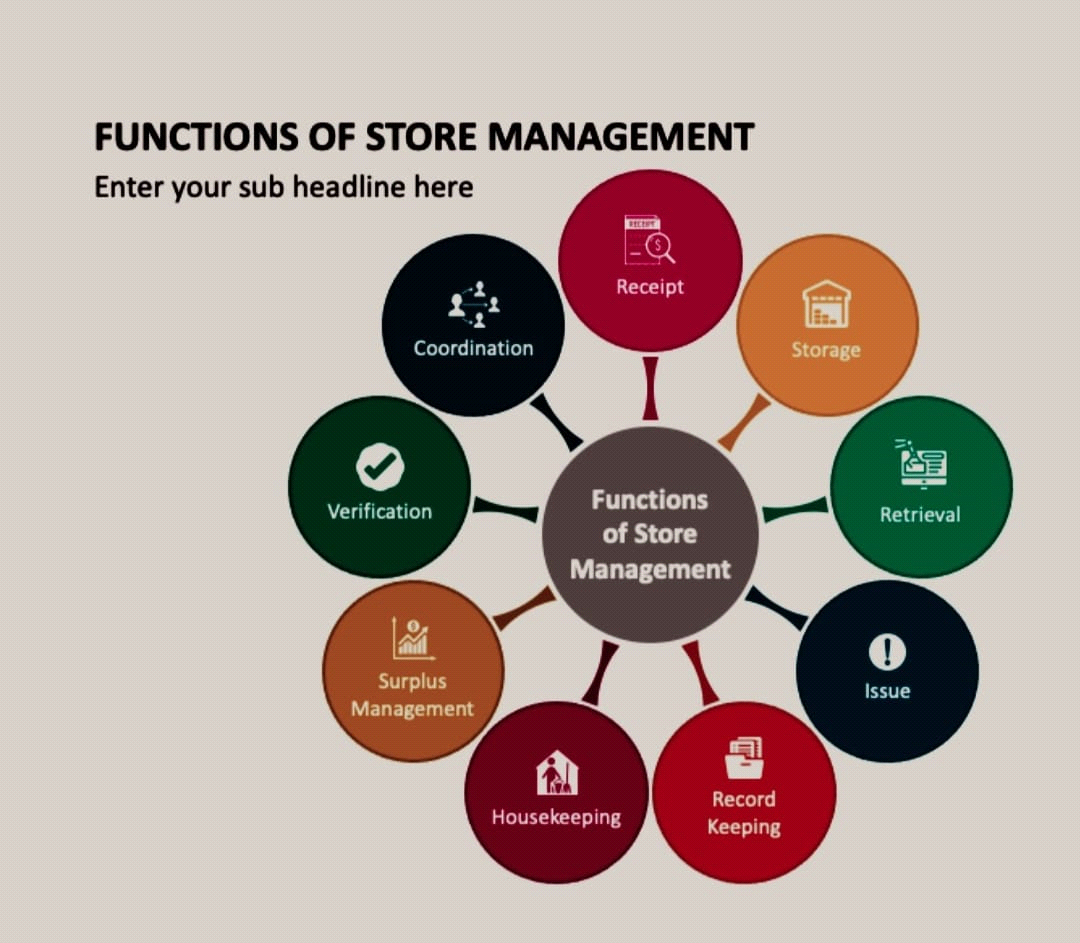 FUNCTIONS OF STORE MANAGEMENT
Enter your sub headline here
RECEIPT
Receipt
Storage
Retrieval
Issue
Record
Keeping
Housekeeping
Surplus
Management
Verification
Coordination
Functions
of Store
Management